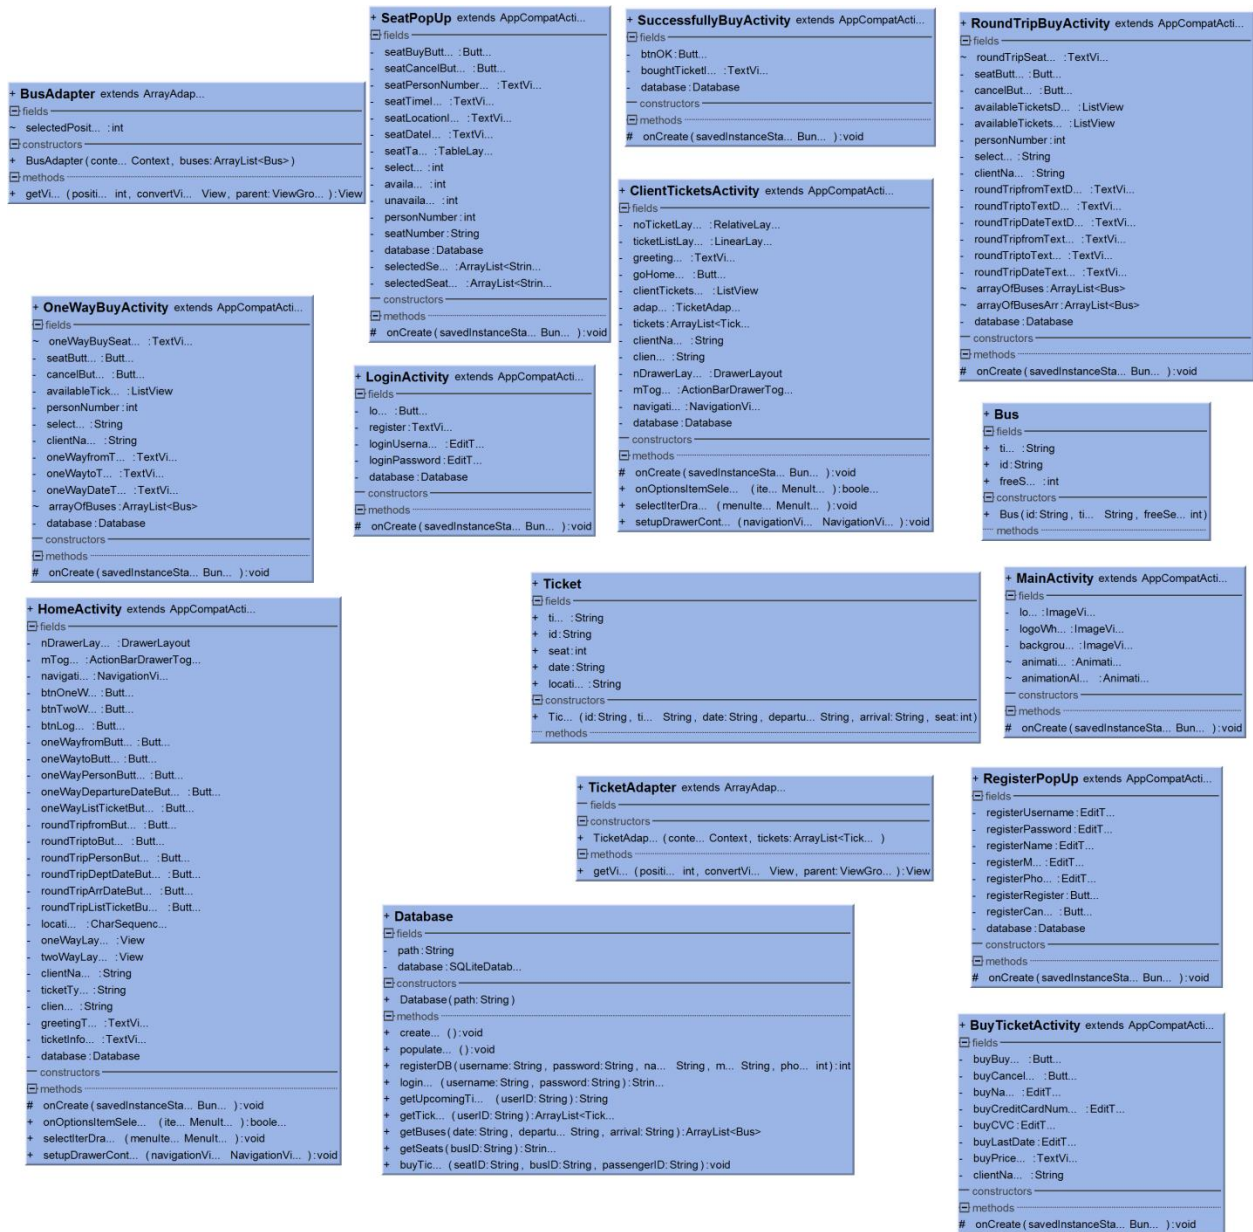 + BusAdapter extends ArrayAdap...
fields
~ selectedPosit... : int
constructors
+ BusAdapter (conte... Context , buses: ArrayList<Bus> )
methods
+ getVi... (positi... int, convertVi... View, parent: ViewGro... ) : View
+ SeatPopUp extends AppCompatActi...
fields
- seatBuyButt... : Butt...
- seatCancelBut... : Butt...
- seatPersonNumber... : TextVi...
- seatTimeI... : TextVi...
- seatLocationI... : TextVi...
- seatDateI... : TextVi...
- seatTa... : TableLay...
- select... : int
- availa... : int
- unavaila... : int
- personNumber : int
- seatNumber : String
- database : Database
- selectedSe... : ArrayList<Strin...
- selectedSeat... : ArrayList<Strin...
constructors
methods
# onCreate ( savedInstanceSta... Bun... ) : void
+ SuccessfullyBuyActivity extends AppCompatActi...
fields
- btnOK : Butt...
- boughtTicketI... : TextVi...
- database : Database
constructors
methods
# onCreate ( savedInstanceSta... Bun... ) : void
+ RoundTripBuyActivity extends AppCompatActi...
fields
~ roundTripSeat... : TextVi...
- seatButt... : Butt...
- cancelBut... : Butt...
- availableTicketsD... : ListView
- availableTickets... : ListView
- personNumber : int
- select... : String
- clientNa... : String
- roundTripfromTextD... : TextVi...
- roundTriptoTextD... : TextVi...
- roundTripDateTextD... : TextVi...
- roundTripfromText... : TextVi...
- roundTriptoText... : TextVi...
- roundTripDateText... : TextVi...
~ arrayOfBuses : ArrayList<Bus>
~ arrayOfBusesArr : ArrayList<Bus>
- database : Database
constructors
methods
# onCreate ( savedInstanceSta... Bun... ) : void
+ ClientTicketsActivity extends AppCompatActi...
fields
- noTicketLay... : RelativeLay...
- ticketListLay... : LinearLay...
- greeting... : TextVi...
- goHome... : Butt...
- clientTickets... : ListView
- adap... : TicketAdap...
- tickets : ArrayList<Tick...
- clientNa... : String
- clien... : String
- nDrawerLay... : DrawerLayout
- mTog... : ActionBarDrawerTog...
- navigati... : NavigationVi...
- database : Database
constructors
methods
# onCreate ( savedInstanceSta... Bun... ) : void
+ onOptionsItemSele... (ite... MenuIt... ) : boole...
+ selectIterDra... (menuIte... MenuIt... ) : void
+ setupDrawerCont... (navigationVi... NavigationVi... ) : void
+ OneWayBuyActivity extends AppCompatActi...
fields
~ oneWayBuySeat... : TextVi...
- seatButt... : Butt...
- cancelBut... : Butt...
- availableTick... : ListView
- personNumber : int
- select... : String
- clientNa... : String
- oneWayfromT... : TextVi...
- oneWaytoT... : TextVi...
- oneWayDateT... : TextVi...
~ arrayOfBuses : ArrayList<Bus>
- database : Database
constructors
methods
# onCreate ( savedInstanceSta... Bun... ) : void
+ LoginActivity extends AppCompatActi...
fields
- lo... : Butt...
- register : TextVi...
- loginUserna... : EditT...
- loginPassword : EditT...
- database : Database
constructors
methods
# onCreate ( savedInstanceSta... Bun... ) : void
+ Bus
fields
+ ti... : String
+ id : String
+ freeS... : int
constructors
+ Bus (id: String , ti... String , freeSe... int)
methods
+ Ticket
fields
+ ti... : String
+ id : String
+ seat : int
+ date : String
+ locati... : String
constructors
+ Tic... (id: String , ti... String , date: String , departu... String , arrival: String , seat: int)
methods
+ MainActivity extends AppCompatActi...
fields
- lo... : ImageVi...
- logoWh... : ImageVi...
- backgrou... : ImageVi...
~ animati... : Animati...
~ animationAl... : Animati...
constructors
methods
# onCreate ( savedInstanceSta... Bun... ) : void
+ HomeActivity extends AppCompatActi...
fields
- nDrawerLay... : DrawerLayout
- mTog... : ActionBarDrawerTog...
- navigati... : NavigationVi...
- btnOneW... : Butt...
- btnTwoW... : Butt...
- btnLog... : Butt...
- oneWayfromButt... : Butt...
- oneWaytoButt... : Butt...
- oneWayPersonButt... : Butt...
- oneWayDepartureDateBut... : Butt...
- oneWayListTicketBut... : Butt...
- roundTripfromBut... : Butt...
- roundTriptoBut... : Butt...
- roundTripPersonBut... : Butt...
- roundTripDeptDateBut... : Butt...
- roundTripArrDateBut... : Butt...
- roundTripListTicketBu... : Butt...
- locati... : CharSequenc...
- oneWayLay... : View
- twoWayLay... : View
- clientNa... : String
- ticketTy... : String
- clien... : String
- greetingT... : TextVi...
- ticketInfo... : TextVi...
- database : Database
constructors
methods
# onCreate ( savedInstanceSta... Bun... ) : void
+ onOptionsItemSele... (ite... MenuIt... ) : boole...
+ selectIterDra... (menuIte... MenuIt... ) : void
+ setupDrawerCont... (navigationVi... NavigationVi... ) : void
+ TicketAdapter extends ArrayAdap...
fields
constructors
+ TicketAdap... (conte... Context , tickets: ArrayList<Tick... )
methods
+ getVi... (positi... int, convertVi... View, parent: ViewGro... ) : View
+ RegisterPopUp extends AppCompatActi...
fields
- registerUsername : EditT...
- registerPassword : EditT...
- registerName : EditT...
- registerM... : EditT...
- registerPho... : EditT...
- registerRegister : Butt...
- registerCan... : Butt...
- database : Database
constructors
methods
# onCreate ( savedInstanceSta... Bun... ) : void
+ Database
fields
- path : String
- database : SQLiteDatab...
constructors
+ Database (path: String )
methods
+ create... () : void
+ populate... () : void
+ registerDB (username: String , password: String , na... String , m... String , pho... int) : int
+ login... (username: String , password: String ) : Strin...
+ getUpcomingTi... (userID: String ) : String
+ getTick... (userID: String ) : ArrayList<Tick...
+ getBuses (date: String , departu... String , arrival: String ) : ArrayList<Bus>
+ getSeats (busID: String ) : Strin...
+ buyTic... (seatID: String , busID: String , passengerID: String ) : void
+ BuyTicketActivity extends AppCompatActi...
fields
- buyBuy... : Butt...
- buyCancel... : Butt...
- buyNa... : EditT...
- buyCreditCardNum... : EditT...
- buyCVC : EditT...
- buyLastDate : EditT...
- buyPrice... : TextVi...
- clientNa... : String
constructors
methods
# onCreate ( savedInstanceSta... Bun... ) : void